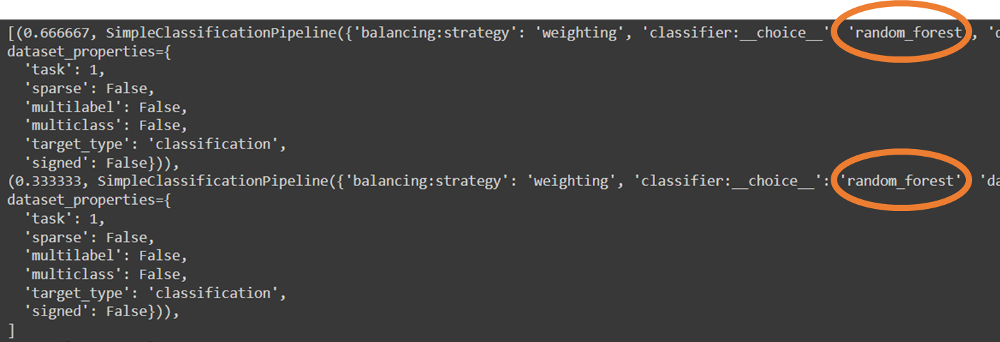 [(0.666667, SimpleClassificationPipeline({'balancing:strategy': 'weighting', 'classifier:__choice__' 'random_forest , 'd
dataset_properties={
'task': 1,
'sparse': False,
'multilabel': False,
'multiclass': False,
'target_type': 'classification',
'signed': False})),
(0.333333, SimpleClassificationPipeline({'balancing:strategy': 'weighting', 'classifier:__choice__': 'random_forest' 'da
dataset_properties={
'task': 1,
'sparse': False,
'multilabel': False,
'multiclass': False,
'target_type': 'classification',
'signed': False})),
]